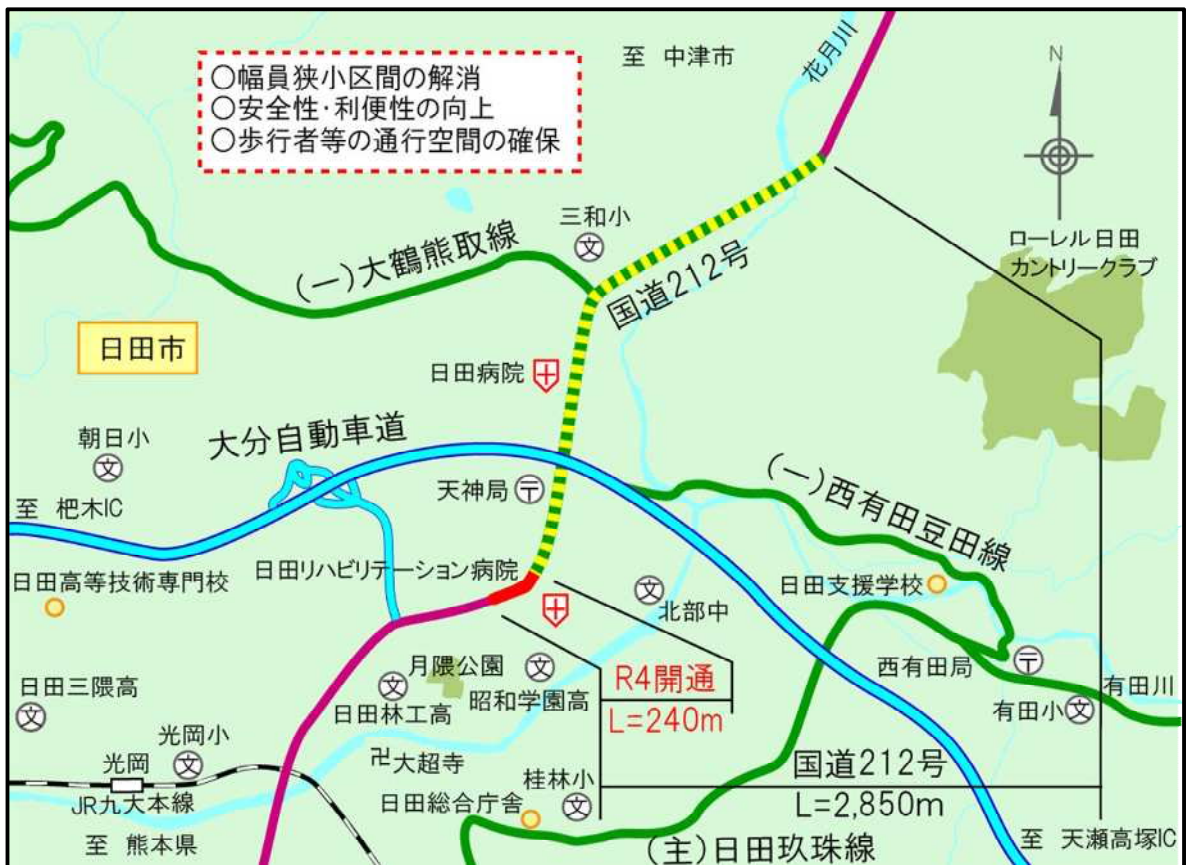 ○幅員狭小区間の解消
○安全性・利便性の向上
○歩行者等の通行空間の確保
至 中津市
花月川
N
三和小
文
ローレル日田
カントリークラブ
(一)大鶴熊取線
国道212号
日田市
日田病院
朝日小
文
大分自動車道
天神局
〒
(一)西有田豆田線
至 杷木IC
日田リハビリテーション病院
日田高等技術専門校
文
北部中
日田支援学校
月隈公園
文
昭和学園高
R4開通
L=240m
西有田局
〒
日田三隈高
文
文
日田林工高
有田川
有田小
文
光岡小
文
光岡
卍大超寺
国道212号
JR九大本線
桂林小
文
日田総合庁舎
L=2,850m
至 熊本県
(主)日田玖珠線
至 天瀬高塚IC